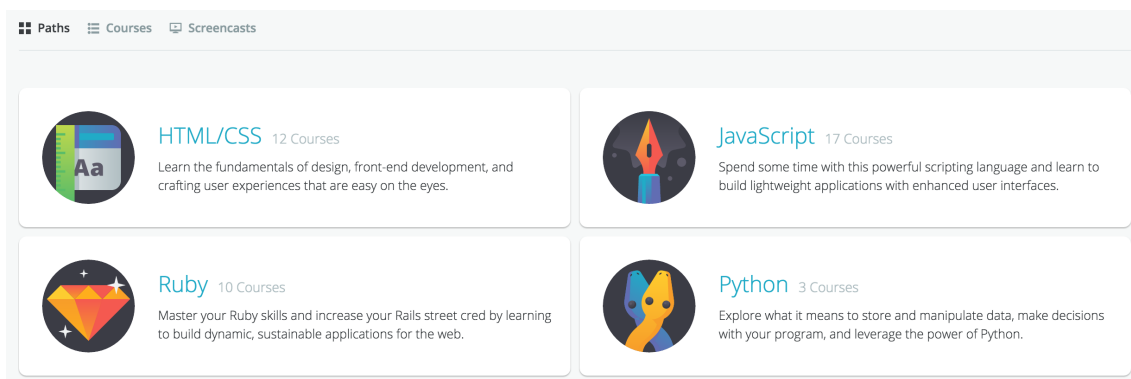 Paths Courses Screencasts
HTML/CSS 12 Courses
Learn the fundamentals of design, front-end development, and
crafting user experiences that are easy on the eyes.
Aa
JavaScript 17 Courses
Spend some time with this powerful scripting language and learn to
build lightweight applications with enhanced user interfaces.
Ruby 10 Courses
Master your Ruby skills and increase your Rails street cred by learning
to build dynamic, sustainable applications for the web.
Python 3 Courses
Explore what it means to store and manipulate data, make decisions
with your program, and leverage the power of Python.